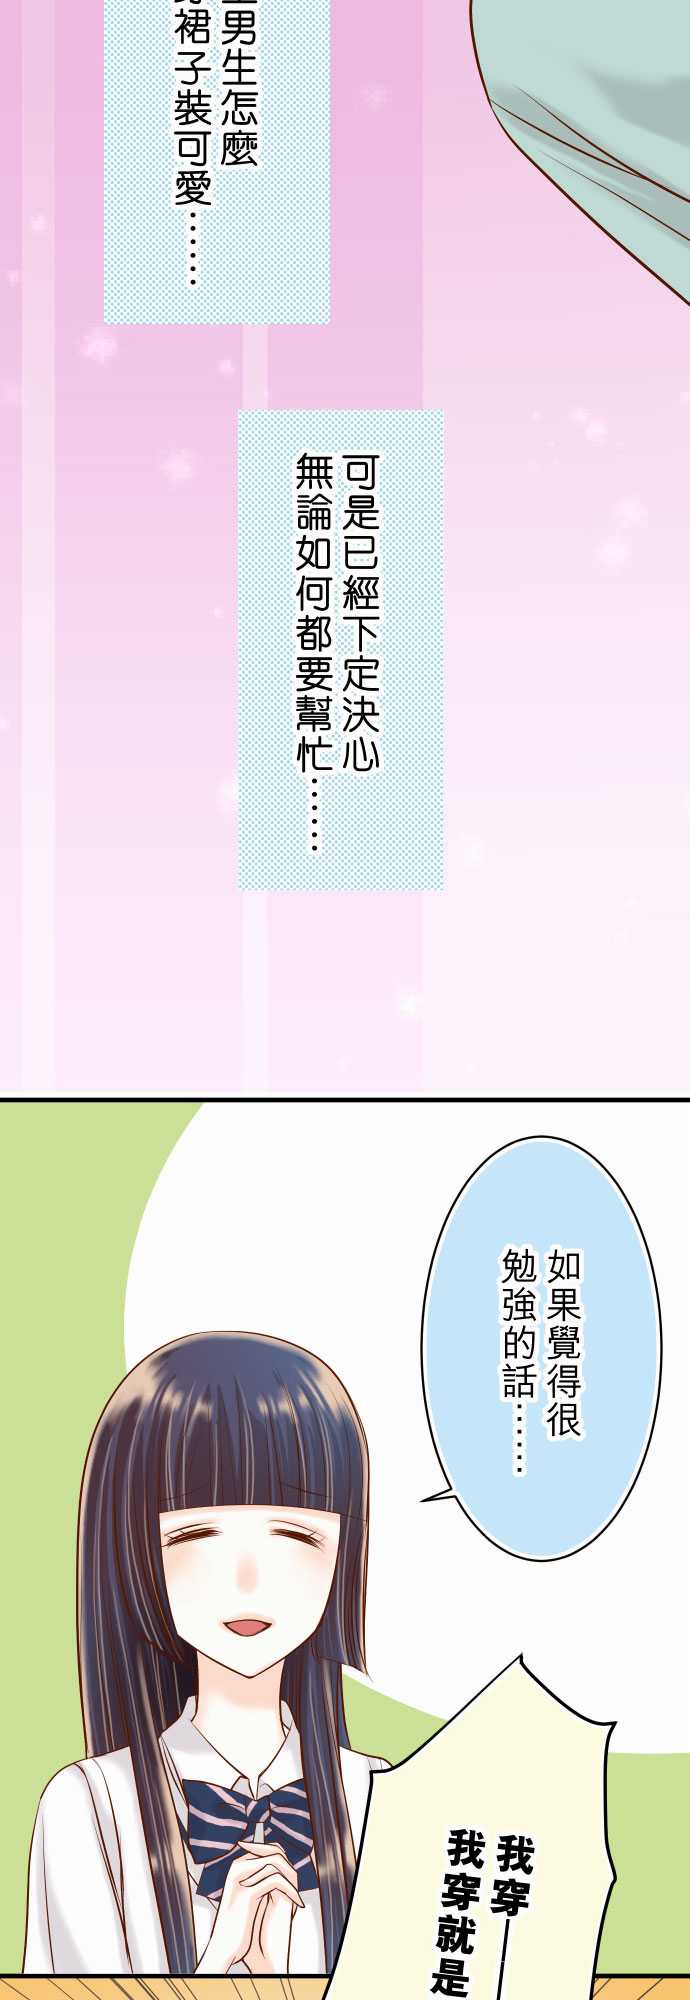 男生怎麼
裙子裝可愛……
可是已經下定決心
無論如何都要幫忙……
如果覺得很
勉強的話……
我穿——
我穿就是